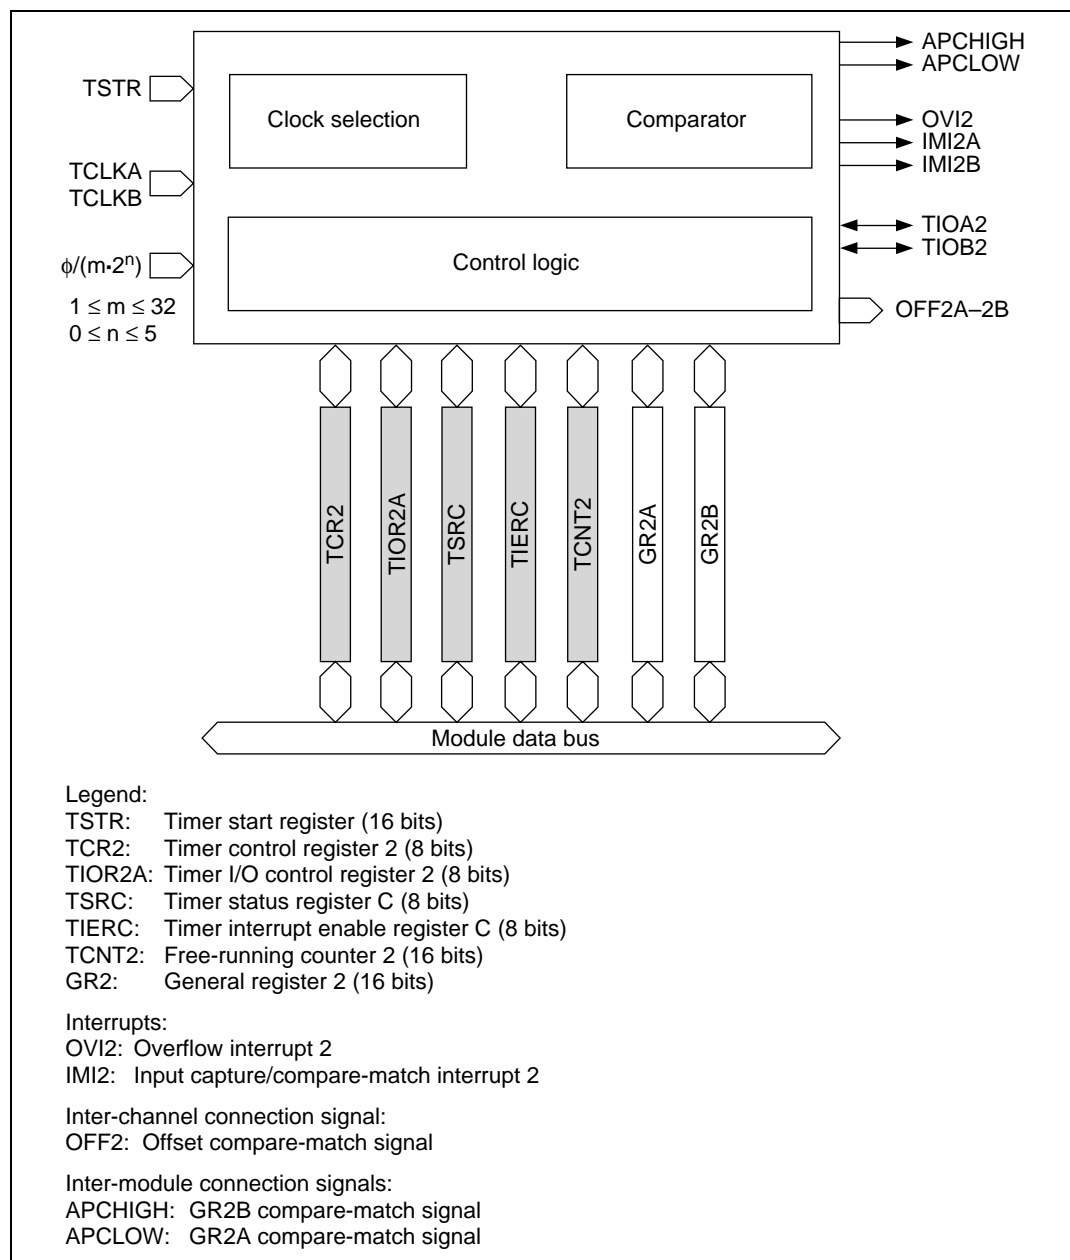 APCHIGH
APCLOW
TSTR
Clock selection
Comparator
OVI2
IMI2A
IMI2B
TCLKA
TCLKB
TIOA2
TIOB2
ϕ/(m·2ⁿ)
Control logic
1 ≤ m ≤ 32
0 ≤ n ≤ 5
OFF2A–2B
TCR2
TIOR2A
TSRC
TIERC
TCNT2
GR2A
GR2B
Module data bus
Legend:
TSTR: Timer start register (16 bits)
TCR2: Timer control register 2 (8 bits)
TIOR2A: Timer I/O control register 2 (8 bits)
TSRC: Timer status register C (8 bits)
TIERC: Timer interrupt enable register C (8 bits)
TCNT2: Free-running counter 2 (16 bits)
GR2: General register 2 (16 bits)
Interrupts:
OVI2: Overflow interrupt 2
IMI2: Input capture/compare-match interrupt 2
Inter-channel connection signal:
OFF2: Offset compare-match signal
Inter-module connection signals:
APCHIGH: GR2B compare-match signal
APCLOW: GR2A compare-match signal